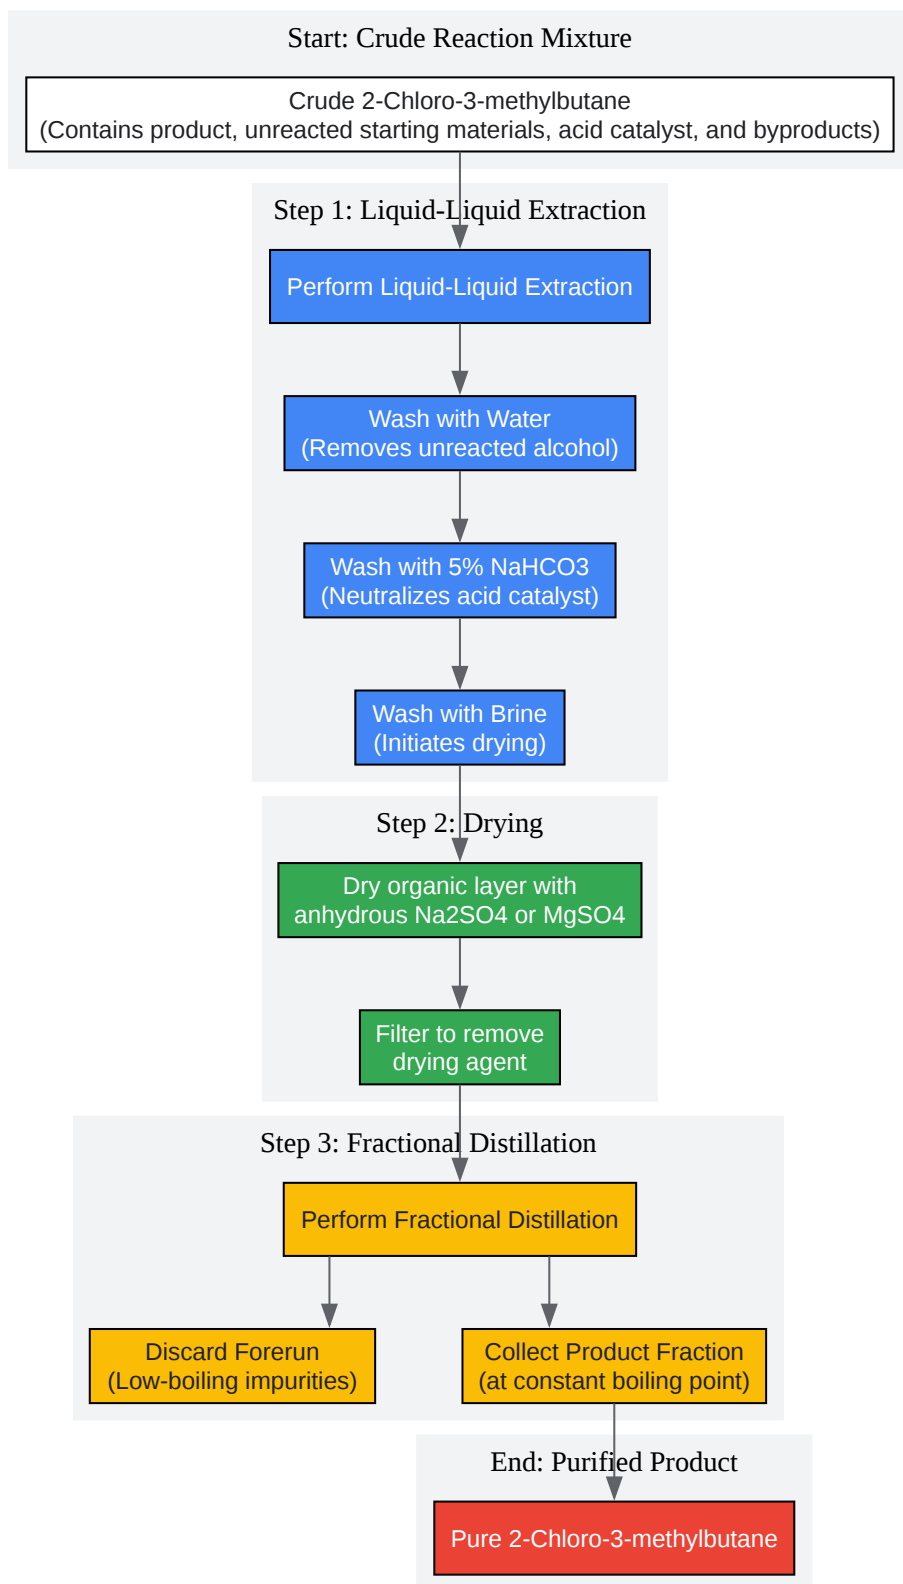 Start: Crude Reaction Mixture
Crude 2-Chloro-3-methylbutane
(Contains product, unreacted starting materials, acid catalyst, and byproducts)
Step 1: Liquid-Liquid Extraction
Perform Liquid-Liquid Extraction
Wash with Water
(Removes unreacted alcohol)
Wash with 5% NaHCO3
(Neutralizes acid catalyst)
Wash with Brine
(Initiates drying)
Step 2: Drying
Dry organic layer with
anhydrous Na2SO4 or MgSO4
Filter to remove
drying agent
Step 3: Fractional Distillation
Perform Fractional Distillation
Discard Forerun
(Low-boiling impurities)
Collect Product Fraction
(at constant boiling point)
End: Purified Product
Pure 2-Chloro-3-methylbutane